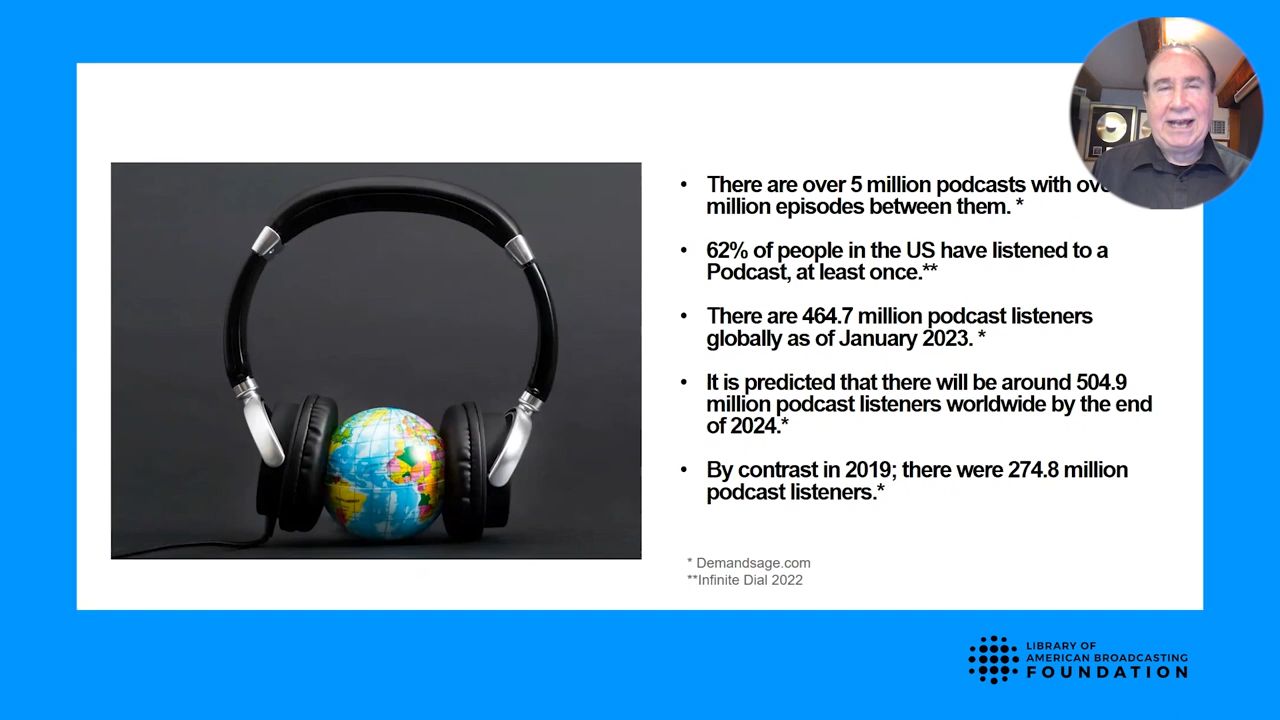 • There are over 5 million podcasts with
million episodes between them. *
• 62% of people in the US have listened to a
Podcast, at least once.**
• There are 464.7 million podcast listeners
globally as of January 2023. *
• It is predicted that there will be around 504.9
million podcast listeners worldwide by the end
of 2024.*
• By contrast in 2019; there were 274.8 million
podcast listeners.*
* Demandsage.com
**Infinite Dial 2022
LIBRARY OF
AMERICAN BROADCASTING
FOUNDATION